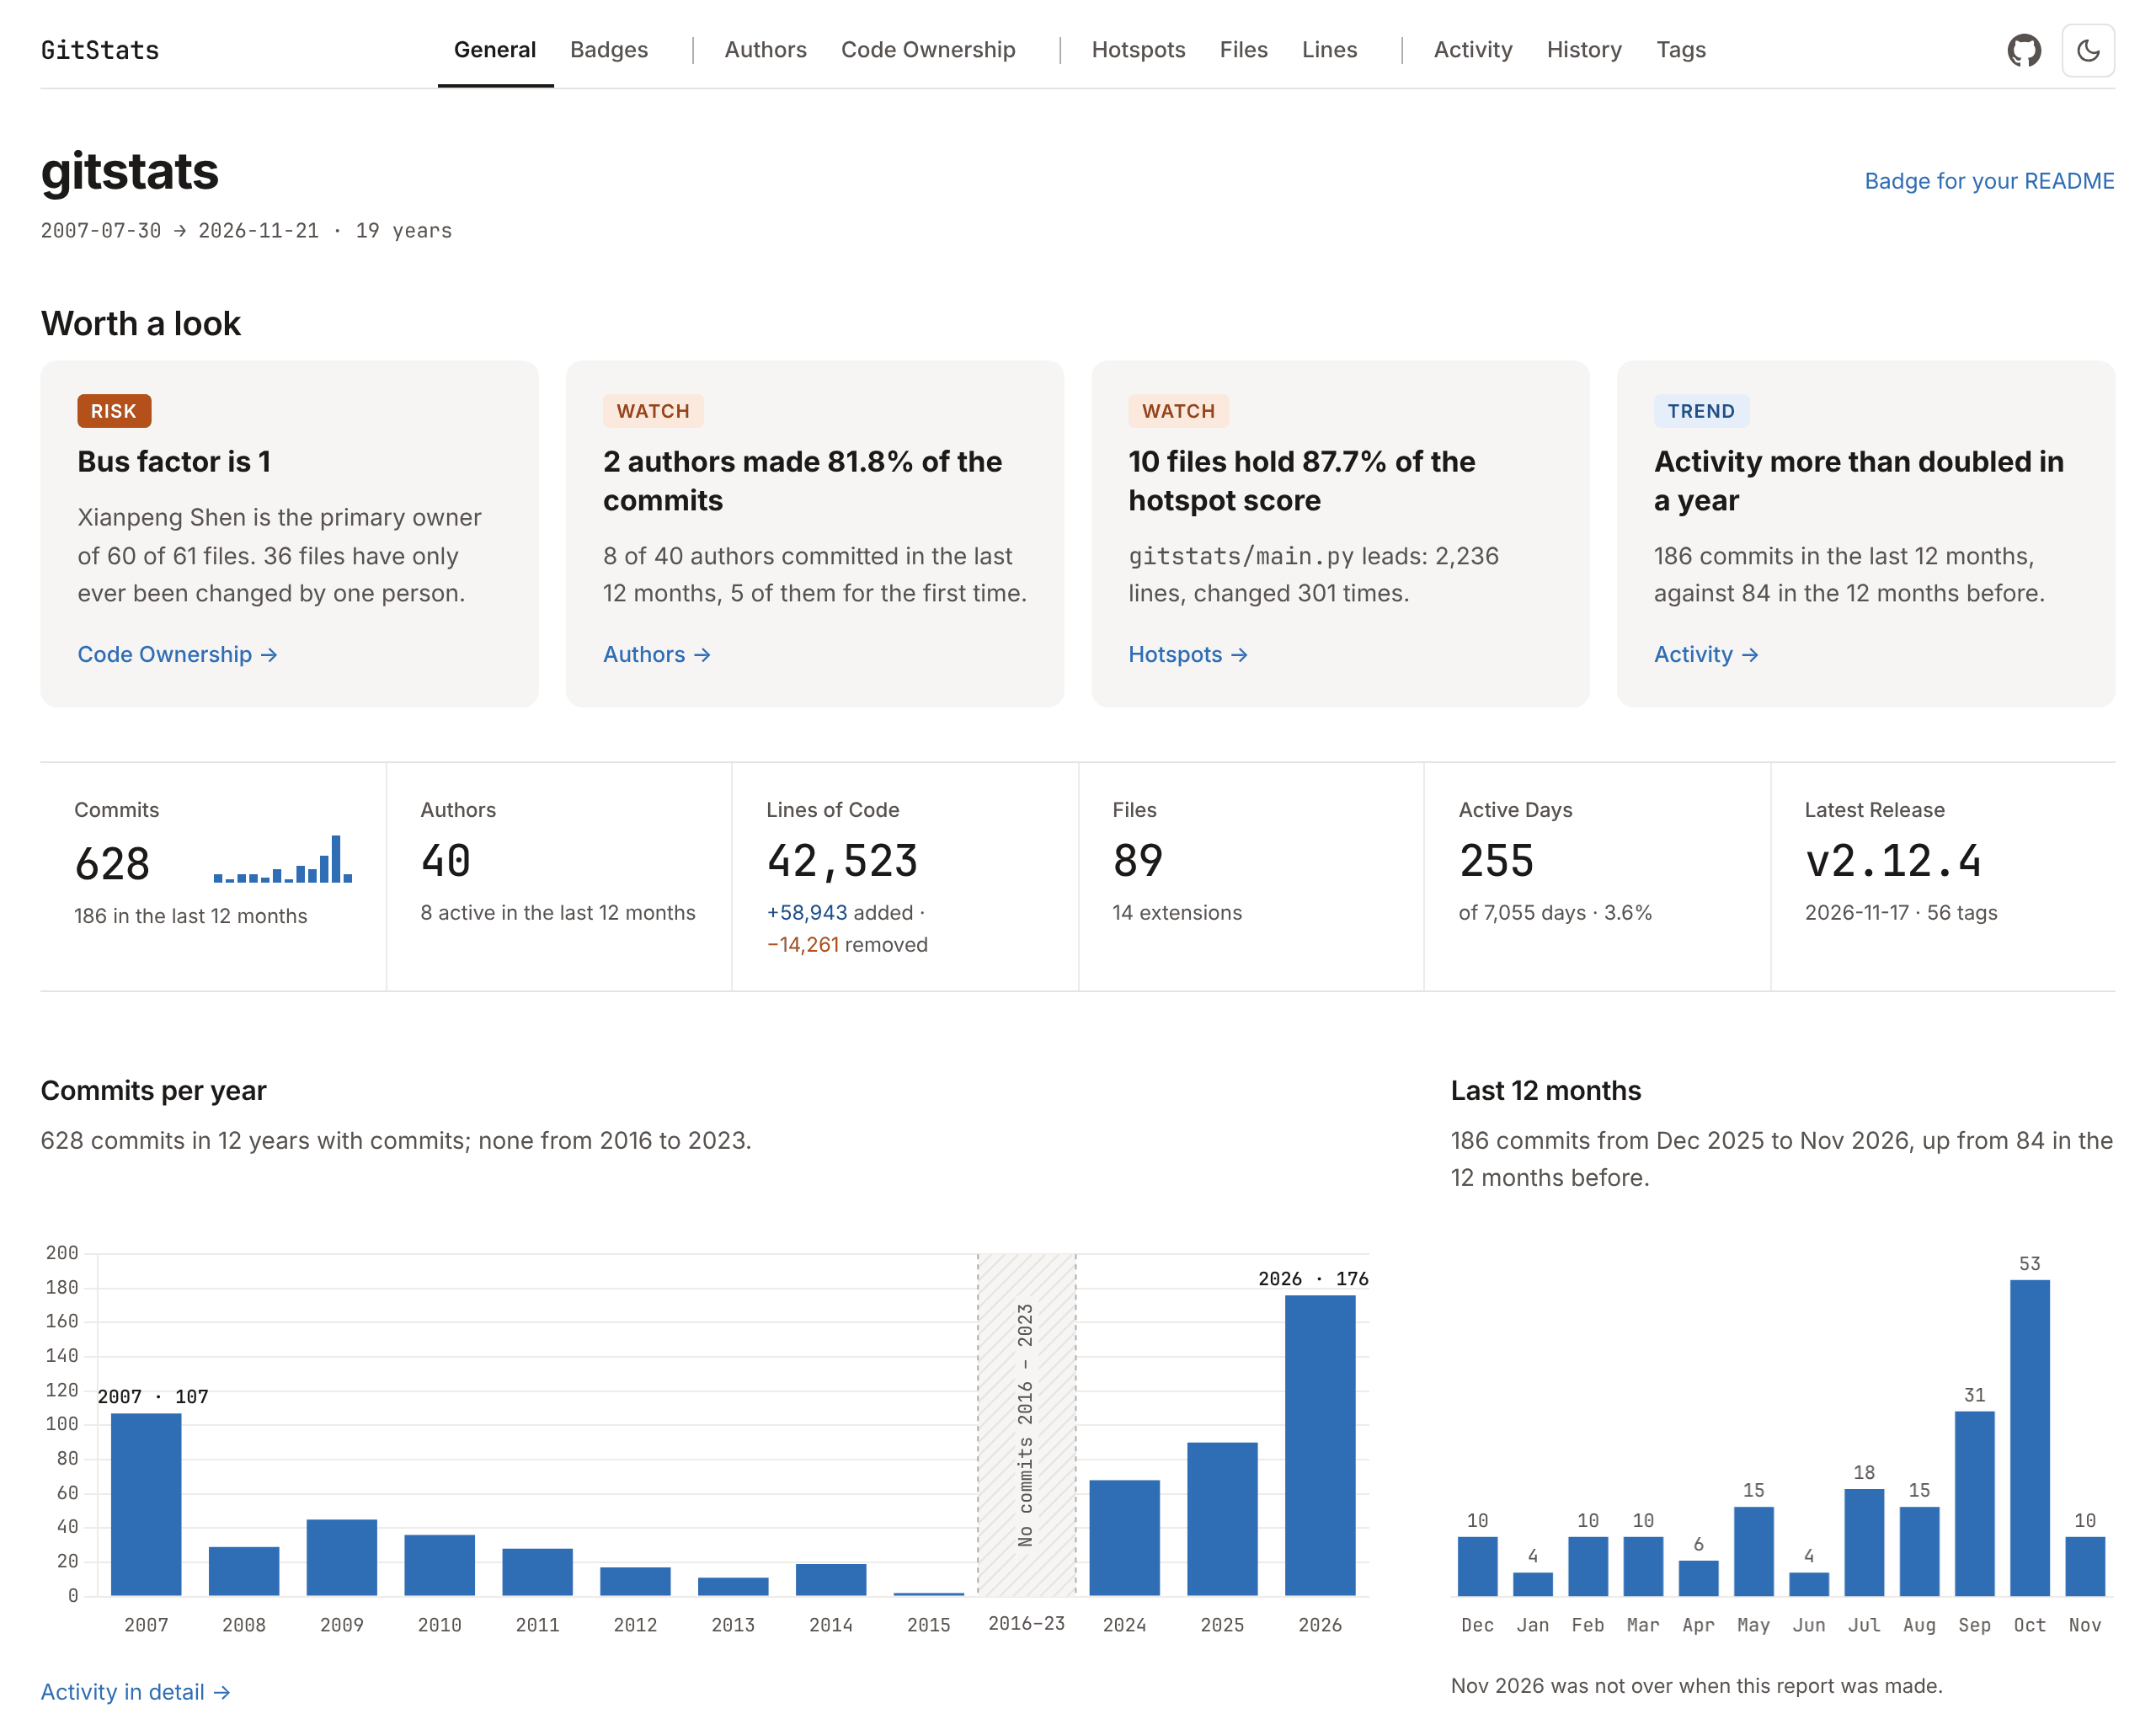 GitStats
General
Badges
Authors
Code Ownership
Hotspots
Files
Lines
Activity
History
Tags
gitstats
Badge for your README
2007-07-30 → 2026-11-21 · 19 years
Worth a look
RISK
Bus factor is 1
Xianpeng Shen is the primary owner
of 60 of 61 files. 36 files have only
ever been changed by one person.
Code Ownership →
WATCH
2 authors made 81.8% of the
commits
8 of 40 authors committed in the last
12 months, 5 of them for the first time.
Authors →
WATCH
10 files hold 87.7% of the
hotspot score
gitstats/main.py leads: 2,236
lines, changed 301 times.
Hotspots →
TREND
Activity more than doubled in
a year
186 commits in the last 12 months,
against 84 in the 12 months before.
Activity →
Commits
628
186 in the last 12 months
Authors
40
8 active in the last 12 months
Lines of Code
42,523
+58,943 added ·
−14,261 removed
Files
89
14 extensions
Active Days
255
of 7,055 days · 3.6%
Latest Release
v2.12.4
2026-11-17 · 56 tags
Commits per year
628 commits in 12 years with commits; none from 2016 to 2023.
200
180
160
140
120
100
80
60
40
20
0
2007 · 107
No commits 2016 – 2023
2026 · 176
2007
2008
2009
2010
2011
2012
2013
2014
2015
2016–23
2024
2025
2026
Activity in detail →
Last 12 months
186 commits from Dec 2025 to Nov 2026, up from 84 in the
12 months before.
10
4
10
10
6
15
4
18
15
31
53
10
Dec
Jan
Feb
Mar
Apr
May
Jun
Jul
Aug
Sep
Oct
Nov
Nov 2026 was not over when this report was made.